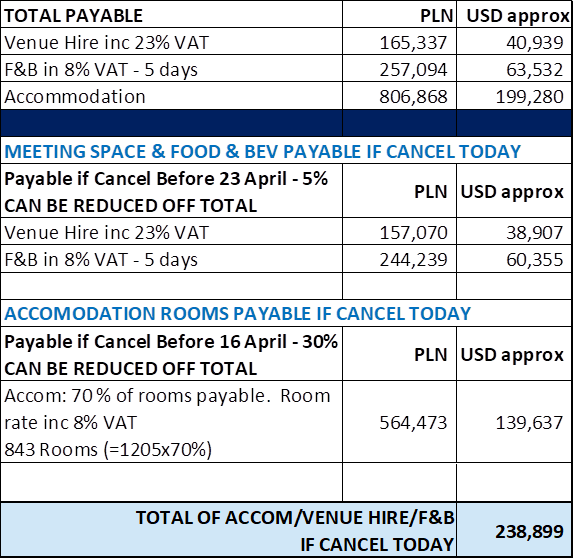 TOTAL PAYABLE PLN USD approx
Venue Hire inc 23% VAT 165,337 40,939
F&B in 8% VAT - 5 days 257,094 63,532
Accommodation 806,868 199,280
MEETING SPACE & FOOD & BEV PAYABLE IF CANCEL TODAY
Payable if Cancel Before 23 April - 5%
CAN BE REDUCED OFF TOTAL PLN USD approx
Venue Hire inc 23% VAT 157,070 38,907
F&B in 8% VAT - 5 days 244,239 60,355
ACCOMODATION ROOMS PAYABLE IF CANCEL TODAY
Payable if Cancel Before 16 April - 30%
CAN BE REDUCED OFF TOTAL PLN USD approx
Accom: 70 % of rooms payable. Room
rate inc 8% VAT 564,473 139,637
843 Rooms (=1205x70%)
TOTAL OF ACCOM/VENUE HIRE/F&B
IF CANCEL TODAY 238,899